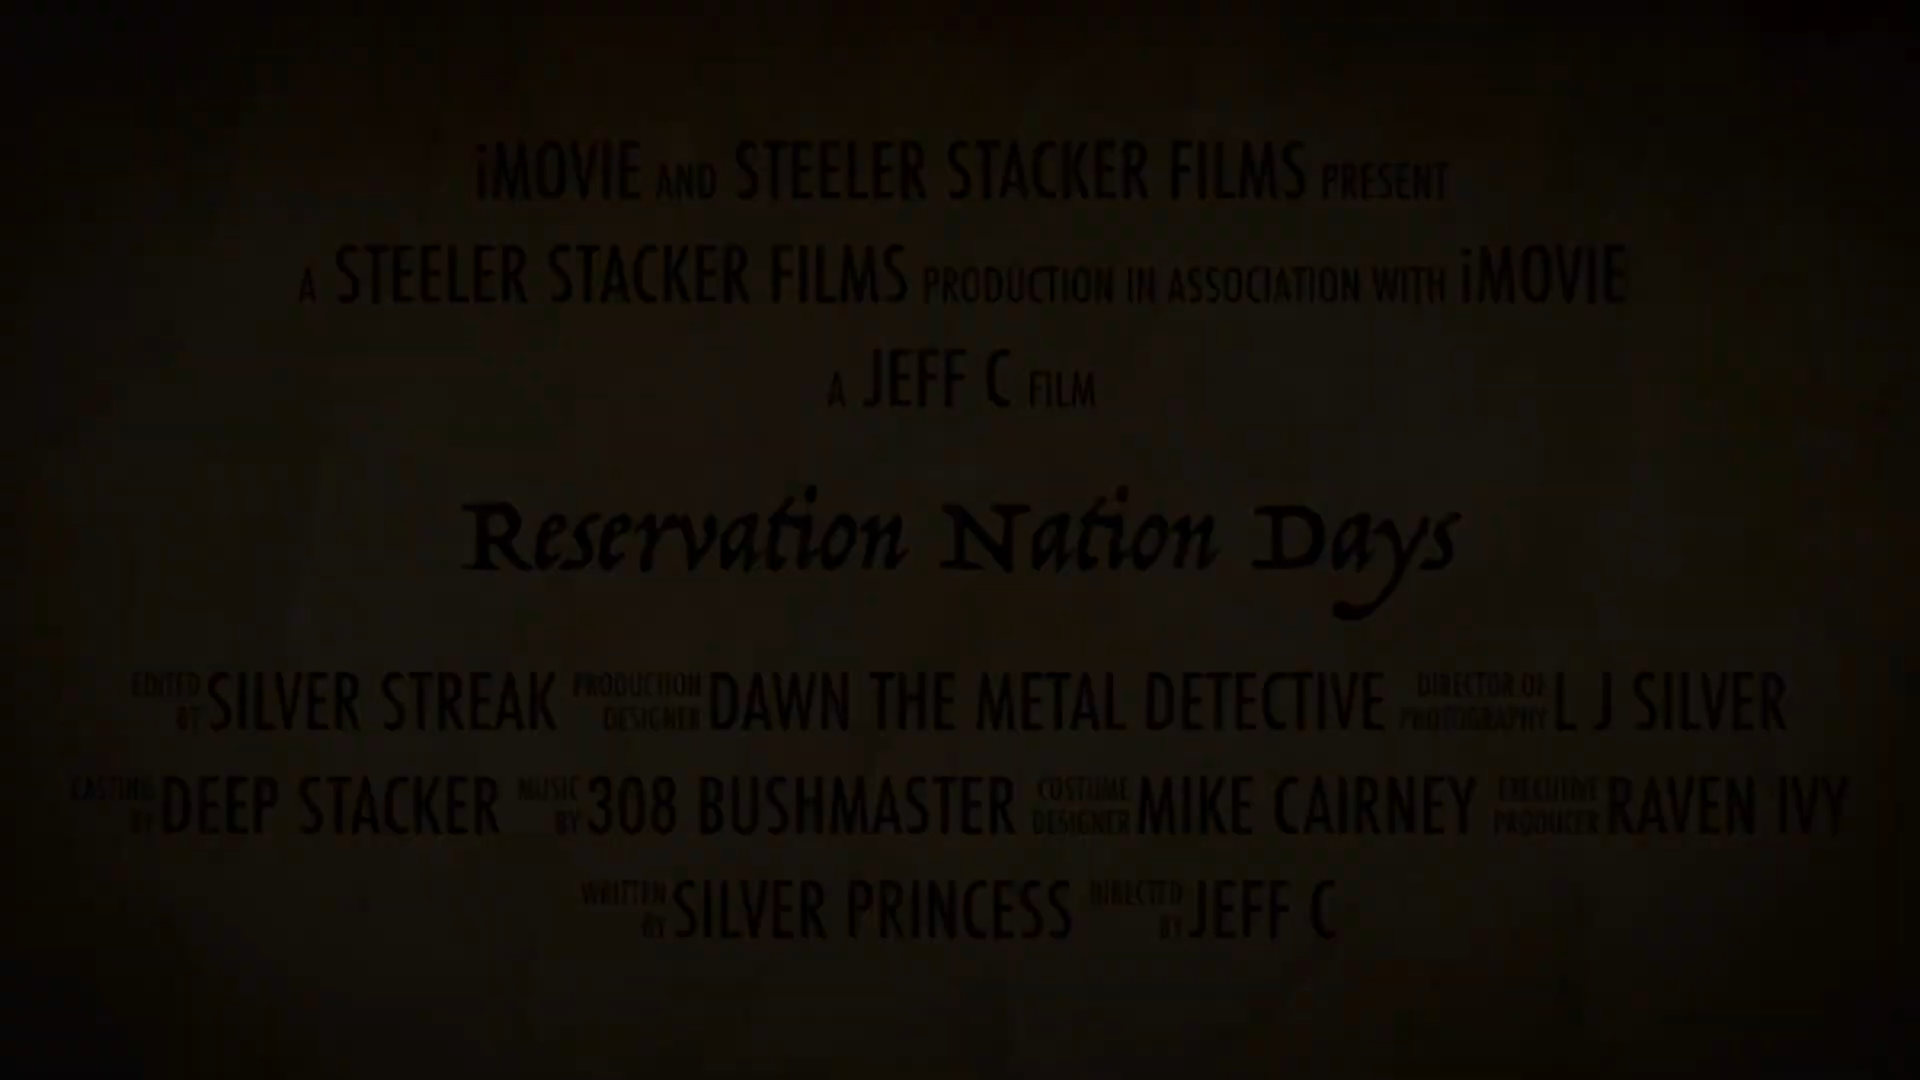 iMOVIE AND STEELER STACKER FILMS PRESENT
A STEELER STACKER FILMS PRODUCTION IN ASSOCIATION WITH iMOVIE
A JEFF C FILM
Reservation Nation Days
EDITED BY SILVER STREAK PRODUCTION DESIGNER DAWN THE METAL DETECTIVE DIRECTOR OF PHOTOGRAPHY L J SILVER
CASTING BY DEEP STACKER MUSIC BY 308 BUSHMASTER COSTUME DESIGNER MIKE CAIRNEY EXECUTIVE PRODUCER RAVEN IVY
WRITTEN BY SILVER PRINCESS DIRECTED BY JEFF C